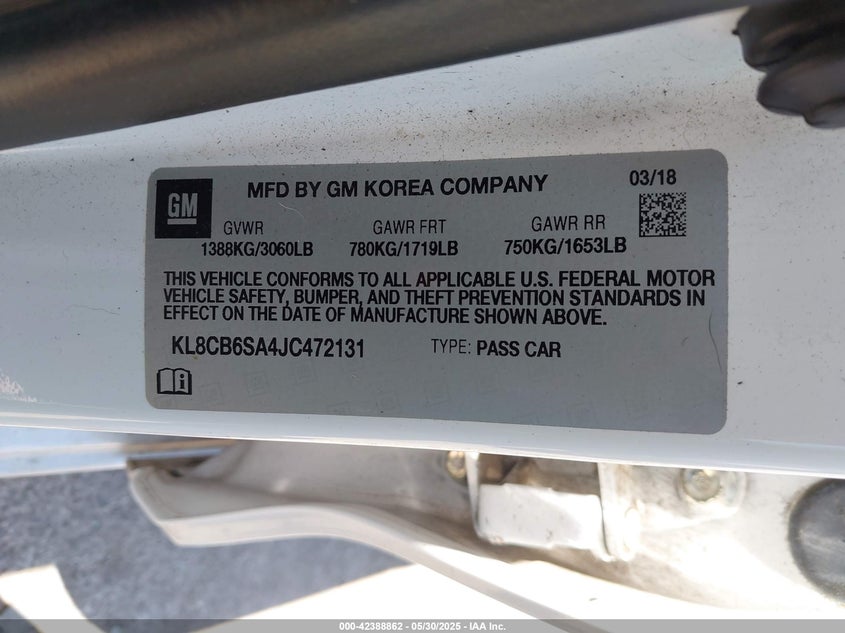 GM
MFD BY GM KOREA COMPANY
03/18
GVWR GAWR FRT GAWR RR
1388KG/3060LB 780KG/1719LB 750KG/1653LB
THIS VEHICLE CONFORMS TO ALL APPLICABLE U.S. FEDERAL MOTOR
VEHICLE SAFETY, BUMPER, AND THEFT PREVENTION STANDARDS IN
EFFECT ON THE DATE OF MANUFACTURE SHOWN ABOVE.
KL8CB6SA4JC472131 TYPE: PASS CAR
000-42388862 - 05/30/2025 - IAA Inc.